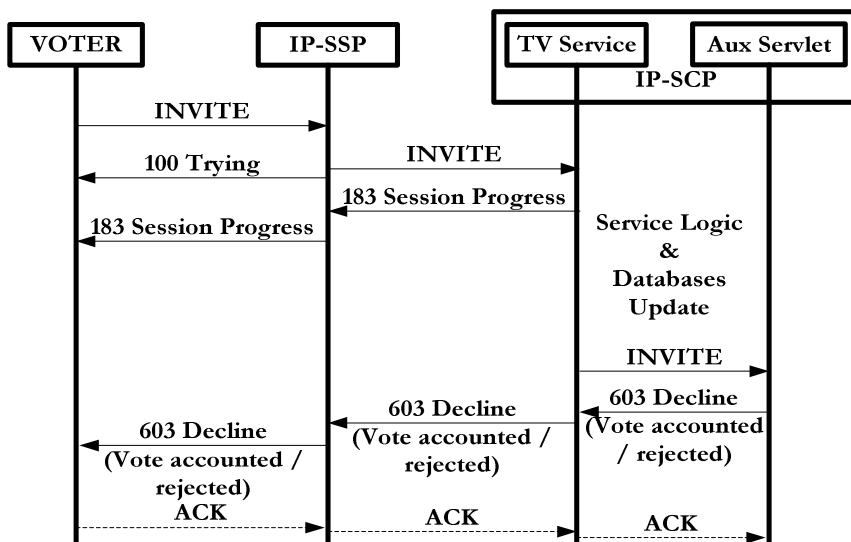 VOTER
IP-SSP
TV Service
Aux Servlet
IP-SCP
INVITE
100 Trying
INVITE
183 Session Progress
183 Session Progress
Service Logic
&
Databases
Update
INVITE
603 Decline
(Vote accounted
/ rejected)
603 Decline
(Vote accounted /
rejected)
603 Decline
(Vote accounted /
rejected)
ACK
ACK
ACK